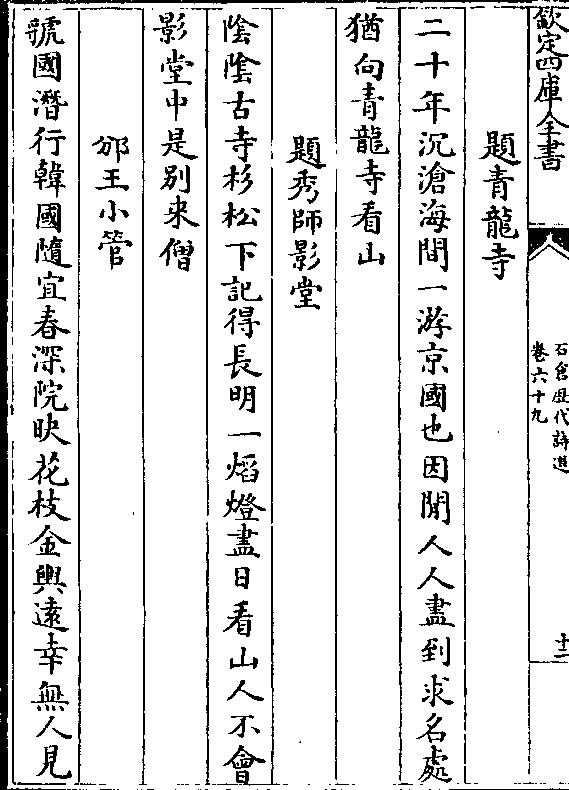 欽定四庫全書
石倉歷代詩選
卷六十九
十二
題青龍寺
二十年沉滄海間一游京國也因閒人人盡到求名處
猶向青龍寺看山
題秀師影堂
陰陰古寺杉松下記得長明一熖燈盡日看山人不會
影堂中是别來僧
邠王小管
虢國潛行韓國隨宜春深院映花枝金輿遠幸無人見